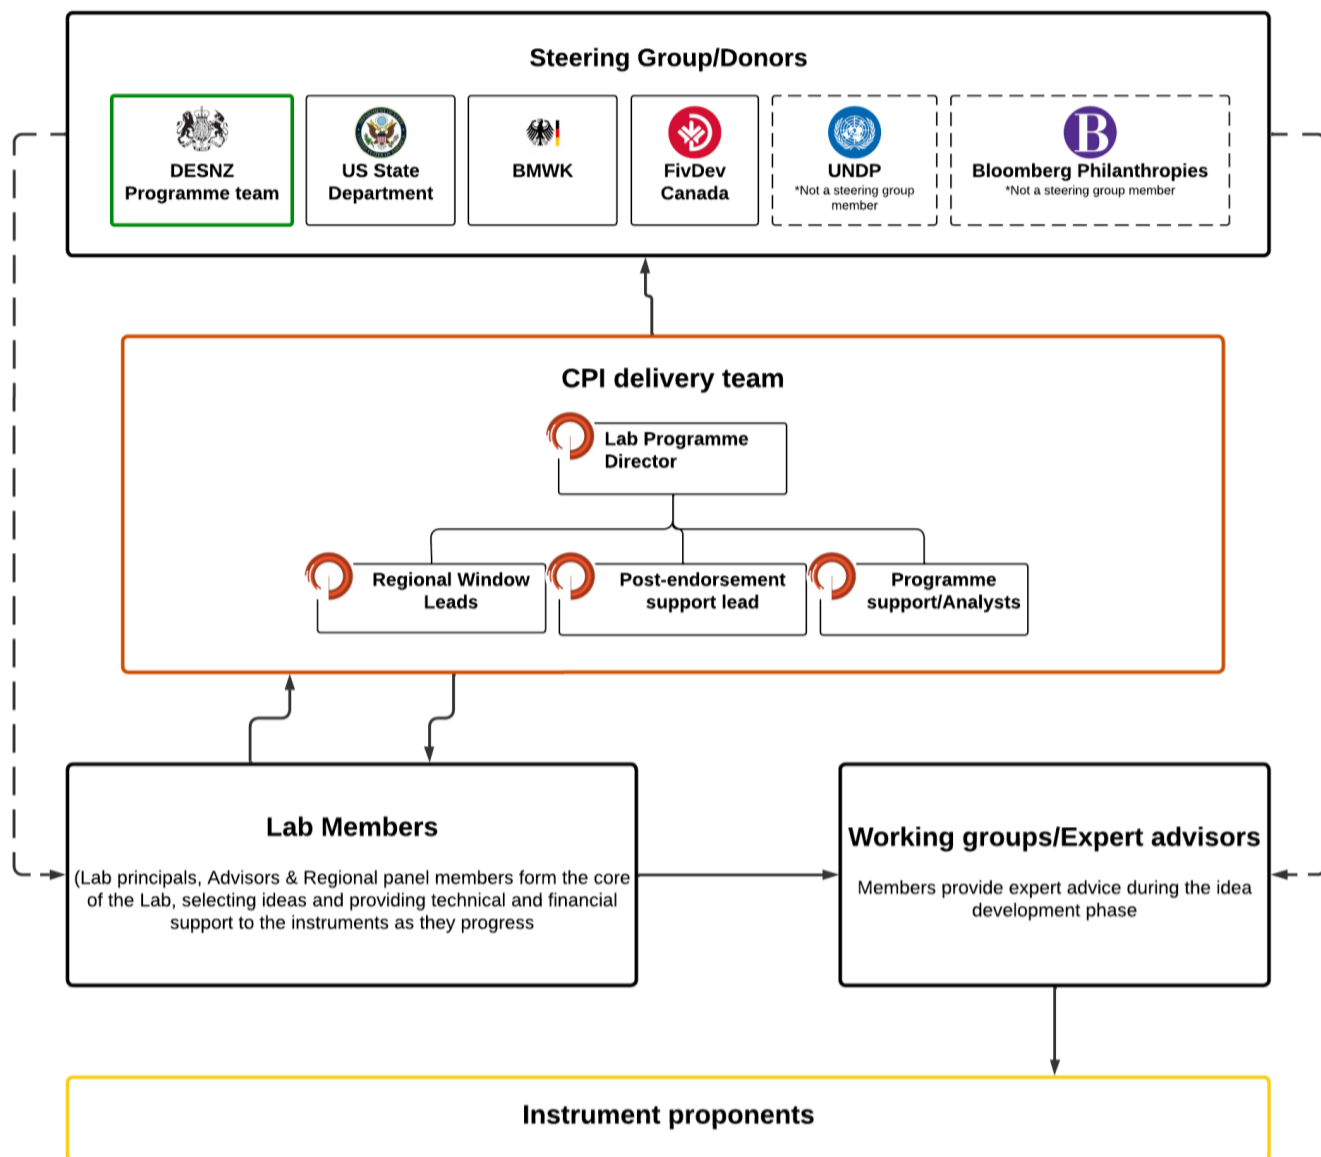 Steering Group/Donors
DESNZ
Programme team
US State
Department
BMWK
FivDev
Canada
UNDP
*Not a steering group
member
B
Bloomberg Philanthropies
*Not a steering group member
CPI delivery team
Lab Programme
Director
Regional Window
Leads
Post-endorsement
support lead
Programme
support/Analysts
Lab Members
(Lab principals, Advisors & Regional panel members form the core
of the Lab, selecting ideas and providing technical and financial
support to the instruments as they progress
Working groups/Expert advisors
Members provide expert advice during the idea
development phase
Instrument proponents